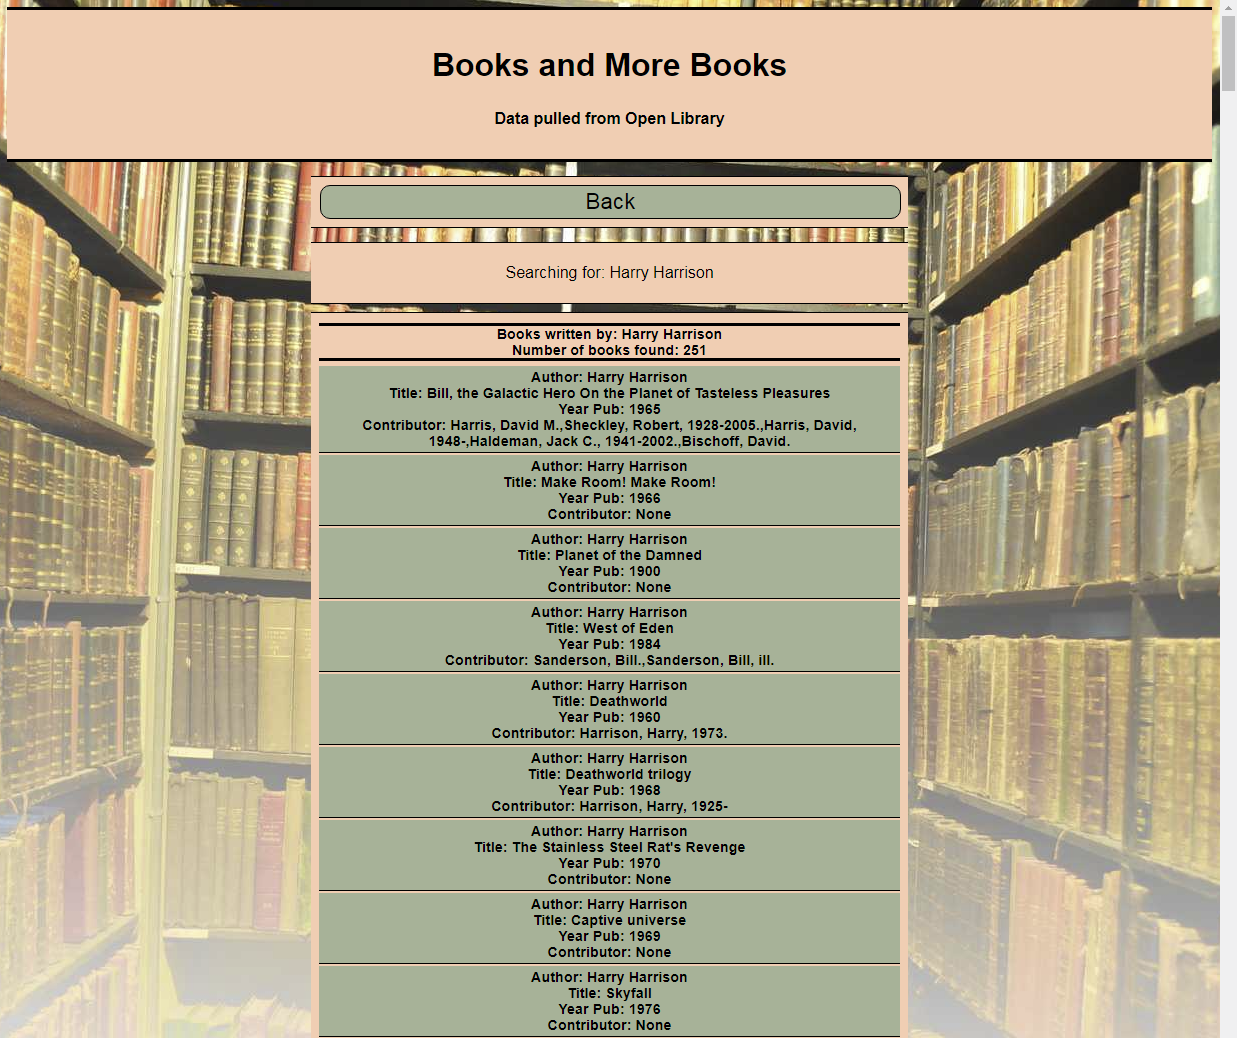 Books and More Books
Data pulled from Open Library
Back
Searching for: Harry Harrison
Books written by: Harry Harrison
Number of books found: 251
Author: Harry Harrison
Title: Bill, the Galactic Hero On the Planet of Tasteless Pleasures
Year Pub: 1965
Contributor: Harris, David M.,Sheckley, Robert, 1928-2005.,Harris, David,
1948-,Haldeman, Jack C., 1941-2002.,Bischoff, David.
Author: Harry Harrison
Title: Make Room! Make Room!
Year Pub: 1966
Contributor: None
Author: Harry Harrison
Title: Planet of the Damned
Year Pub: 1900
Contributor: None
Author: Harry Harrison
Title: West of Eden
Year Pub: 1984
Contributor: Sanderson, Bill.,Sanderson, Bill, ill.
Author: Harry Harrison
Title: Deathworld
Year Pub: 1960
Contributor: Harrison, Harry, 1973.
Author: Harry Harrison
Title: Deathworld trilogy
Year Pub: 1968
Contributor: Harrison, Harry, 1925-
Author: Harry Harrison
Title: The Stainless Steel Rat's Revenge
Year Pub: 1970
Contributor: None
Author: Harry Harrison
Title: Captive universe
Year Pub: 1969
Contributor: None
Author: Harry Harrison
Title: Skyfall
Year Pub: 1976
Contributor: None